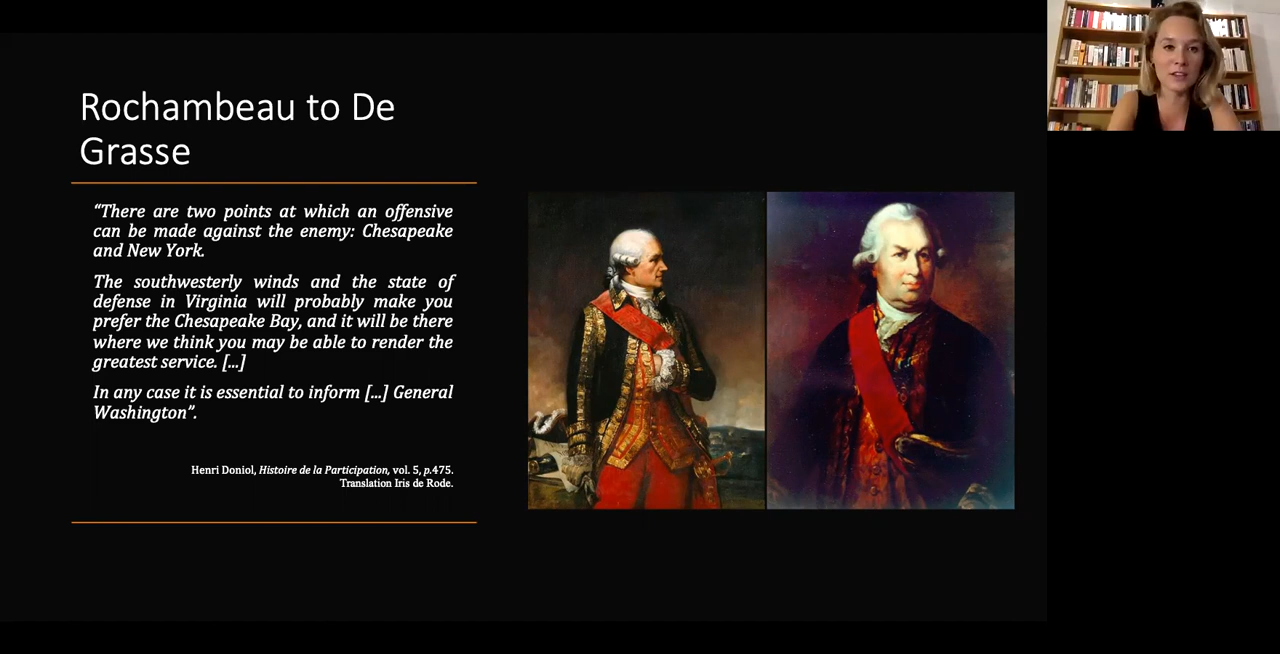 Rochambeau to De
Grasse
“There are two points at which an offensive
can be made against the enemy: Chesapeake
and New York.
The southwesterly winds and the state of
defense in Virginia will probably make you
prefer the Chesapeake Bay, and it will be there
where we think you may be able to render the
greatest service. [...]
In any case it is essential to inform [...] General
Washington”.
Henri Doniol, Histoire de la Participation, vol. 5, p.475.
Translation Iris de Rode.